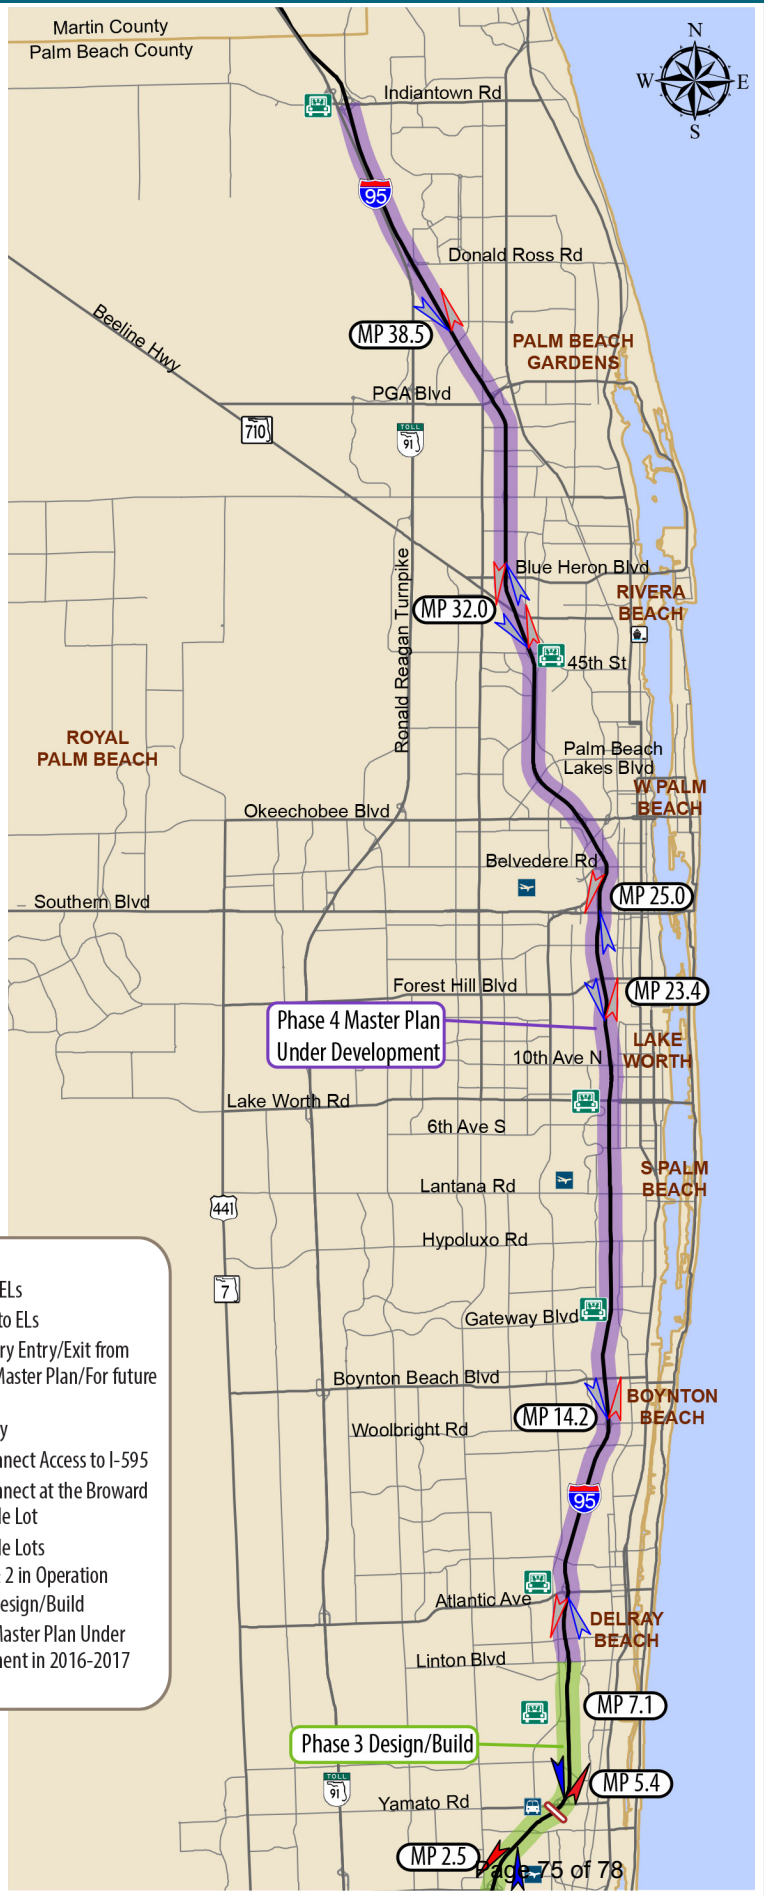 Martin County
Palm Beach County
N
W E
S
Indiantown Rd
95
Donald Ross Rd
MP 38.5
Beeline Hwy
PALM BEACH
GARDENS
PGA Blvd
710
TOLL
91
Ronald Reagan Turnpike
Blue Heron Blvd
RIVERA
BEACH
MP 32.0
45th St
ROYAL
PALM BEACH
Palm Beach
Lakes Blvd
W PALM
BEACH
Okeechobee Blvd
Belvedere Rd
MP 25.0
Southern Blvd
Forest Hill Blvd
MP 23.4
Phase 4 Master Plan
Under Development
LAKE
WORTH
10th Ave N
Lake Worth Rd
6th Ave S
S PALM
BEACH
Lantana Rd
441
Hypoluxo Rd
7
Gateway Blvd
ELs
to ELs
ry Entry/Exit from
Master Plan/For future
y
nnect Access to I-595
nnect at the Broward
le Lot
le Lots
2 in Operation
esign/Build
Master Plan Under
ment in 2016-2017
Boynton Beach Blvd
BOYNTON
BEACH
MP 14.2
Woolbright Rd
95
Atlantic Ave
DELRAY
BEACH
Linton Blvd
MP 7.1
Phase 3 Design/Build
TOLL
91
MP 5.4
Yamato Rd
MP 2.5
Page 75 of 78